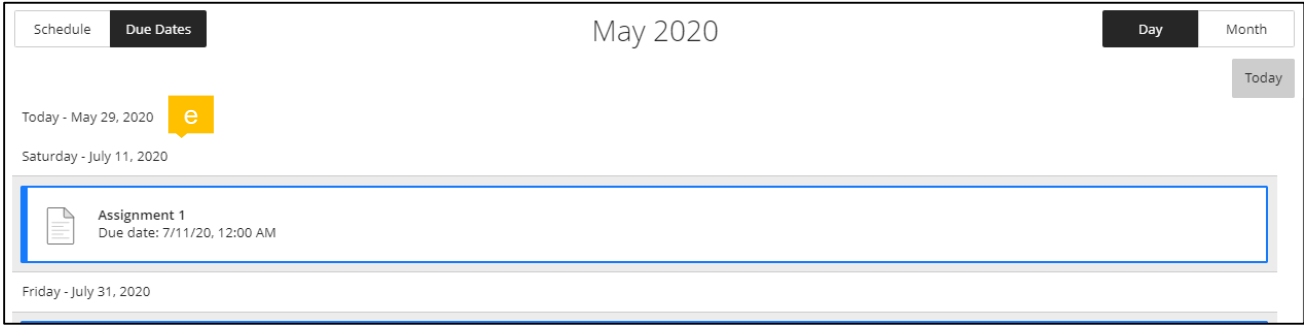 Schedule Due Dates May 2020 Day Month
Today
Today - May 29, 2020 e
Saturday - July 11, 2020
Assignment 1
Due date: 7/11/20, 12:00 AM
Friday - July 31, 2020